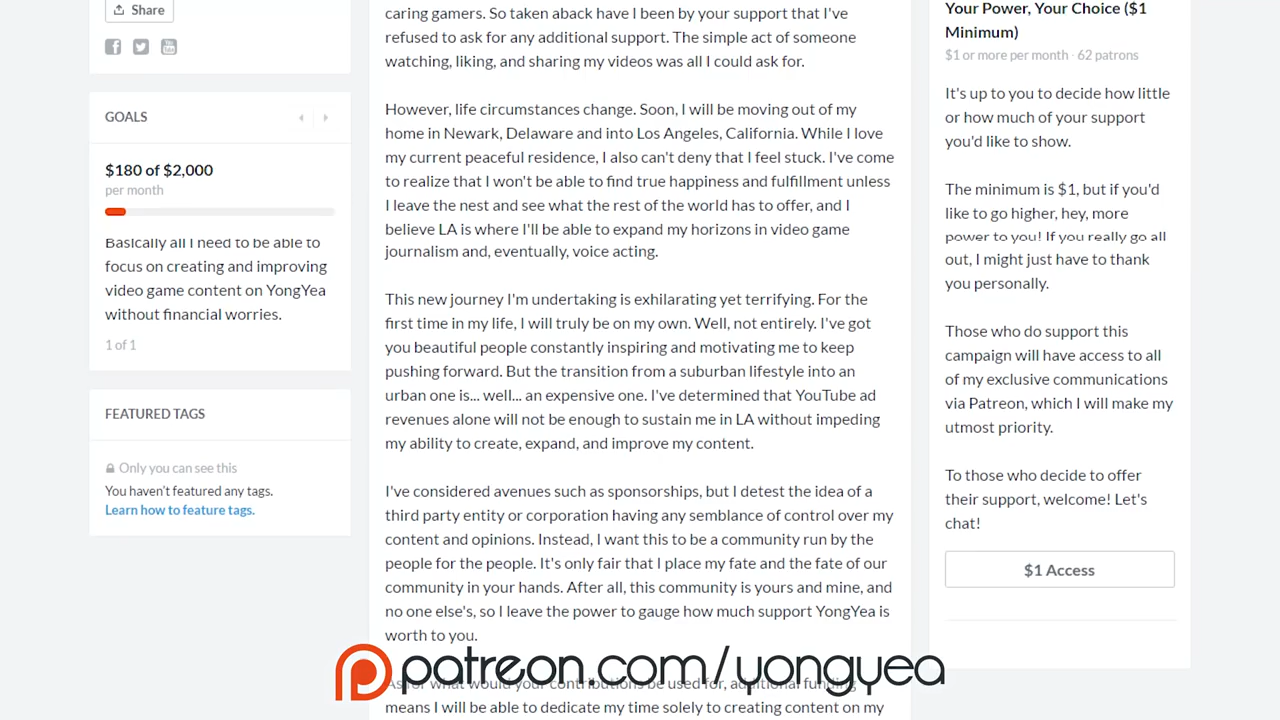 Share
GOALS
$180 of $2,000
per month
Basically all I need to be able to
focus on creating and improving
video game content on YongYea
without financial worries.
1 of 1
FEATURED TAGS
Only you can see this
You haven't featured any tags.
Learn how to feature tags.
caring gamers. So taken aback have I been by your support that I've
refused to ask for any additional support. The simple act of someone
watching, liking, and sharing my videos was all I could ask for.
However, life circumstances change. Soon, I will be moving out of my
home in Newark, Delaware and into Los Angeles, California. While I love
my current peaceful residence, I also can't deny that I feel stuck. I've come
to realize that I won't be able to find true happiness and fulfillment unless
I leave the nest and see what the rest of the world has to offer, and I
believe LA is where I'll be able to expand my horizons in video game
journalism and, eventually, voice acting.
This new journey I'm undertaking is exhilarating yet terrifying. For the
first time in my life, I will truly be on my own. Well, not entirely. I've got
you beautiful people constantly inspiring and motivating me to keep
pushing forward. But the transition from a suburban lifestyle into an
urban one is... well... an expensive one. I've determined that YouTube ad
revenues alone will not be enough to sustain me in LA without impeding
my ability to create, expand, and improve my content.
I've considered avenues such as sponsorships, but I detest the idea of a
third party entity or corporation having any semblance of control over my
content and opinions. Instead, I want this to be a community run by the
people for the people. It's only fair that I place my fate and the fate of our
community in your hands. After all, this community is yours and mine, and
no one else's, so I leave the power to gauge how much support YongYea is
worth to you.
As for what would your contributions be used for, additional funding
means I will be able to dedicate my time solely to creating content on my
Your Power, Your Choice ($1
Minimum)
$1 or more per month · 62 patrons
It's up to you to decide how little
or how much of your support
you'd like to show.
The minimum is $1, but if you'd
like to go higher, hey, more
power to you! If you really go all
out, I might just have to thank
you personally.
Those who do support this
campaign will have access to all
of my exclusive communications
via Patreon, which I will make my
utmost priority.
To those who decide to offer
their support, welcome! Let's
chat!
$1 Access
patreon.com/yongyea